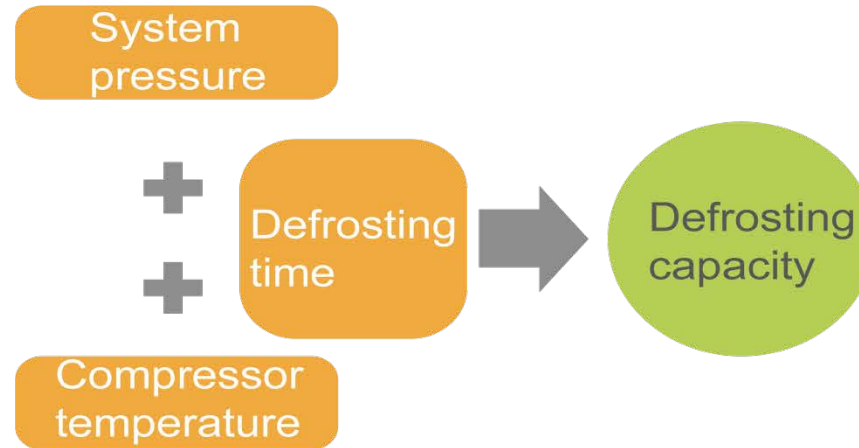 System
pressure
Defrosting
time
Defrosting
capacity
Compressor
temperature